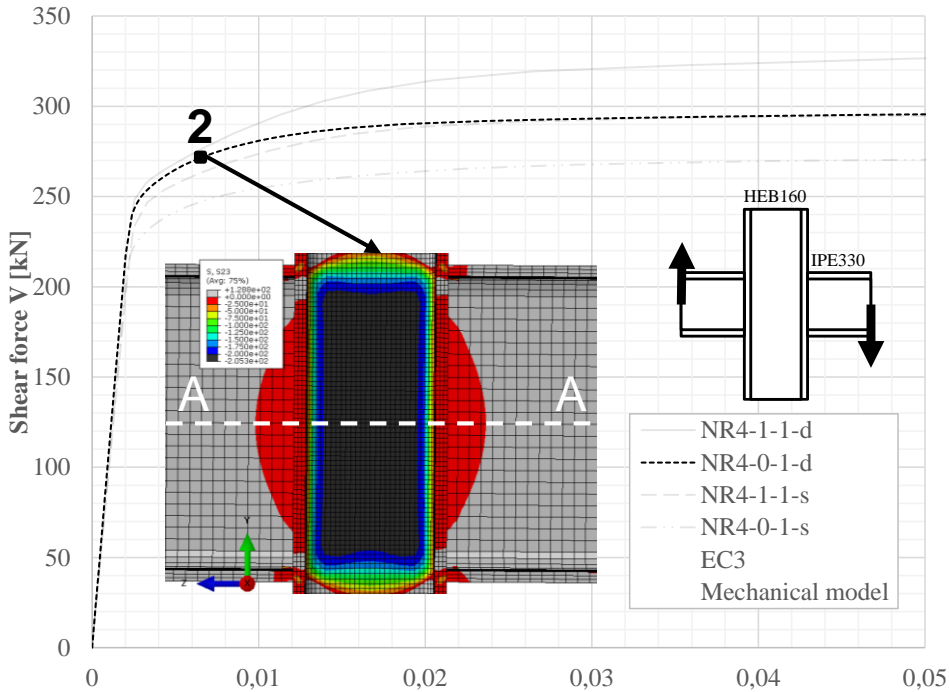 350
300
250
200
150
100
50
0
Shear force V [kN]
2
S, S23
(Avg: 75%)
+1.288e+02
+0.000e+00
-2.500e+01
-5.000e+01
-7.500e+01
-1.000e+02
-1.250e+02
-1.500e+02
-1.750e+02
-2.000e+02
-2.053e+02
A
A
Y
Z
X
HEB160
IPE330
NR4-1-1-d
NR4-0-1-d
NR4-1-1-s
NR4-0-1-s
EC3
Mechanical model
0
0,01
0,02
0,03
0,04
0,05